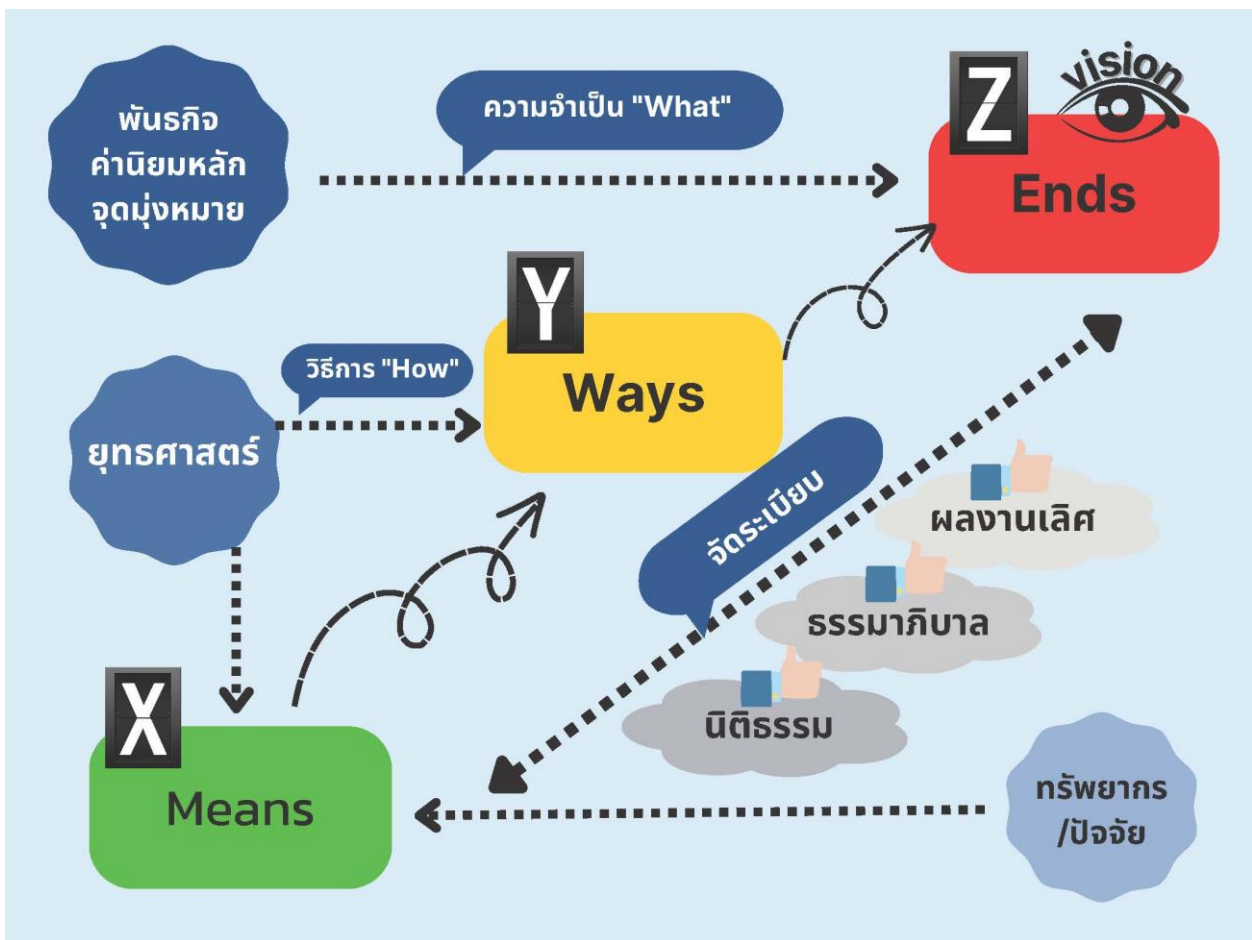 พันธกิจ
ค่านิยมหลัก
จุดมุ่งหมาย
ความจำเป็น "What"
Z
vision
Ends
Y
วิธีการ "How"
Ways
ยุทธศาสตร์
จัดระเบียบ
ผลงานเลิศ
ธรรมาภิบาล
นิติธรรม
X
Means
ทรัพยากร
/ปัจจัย